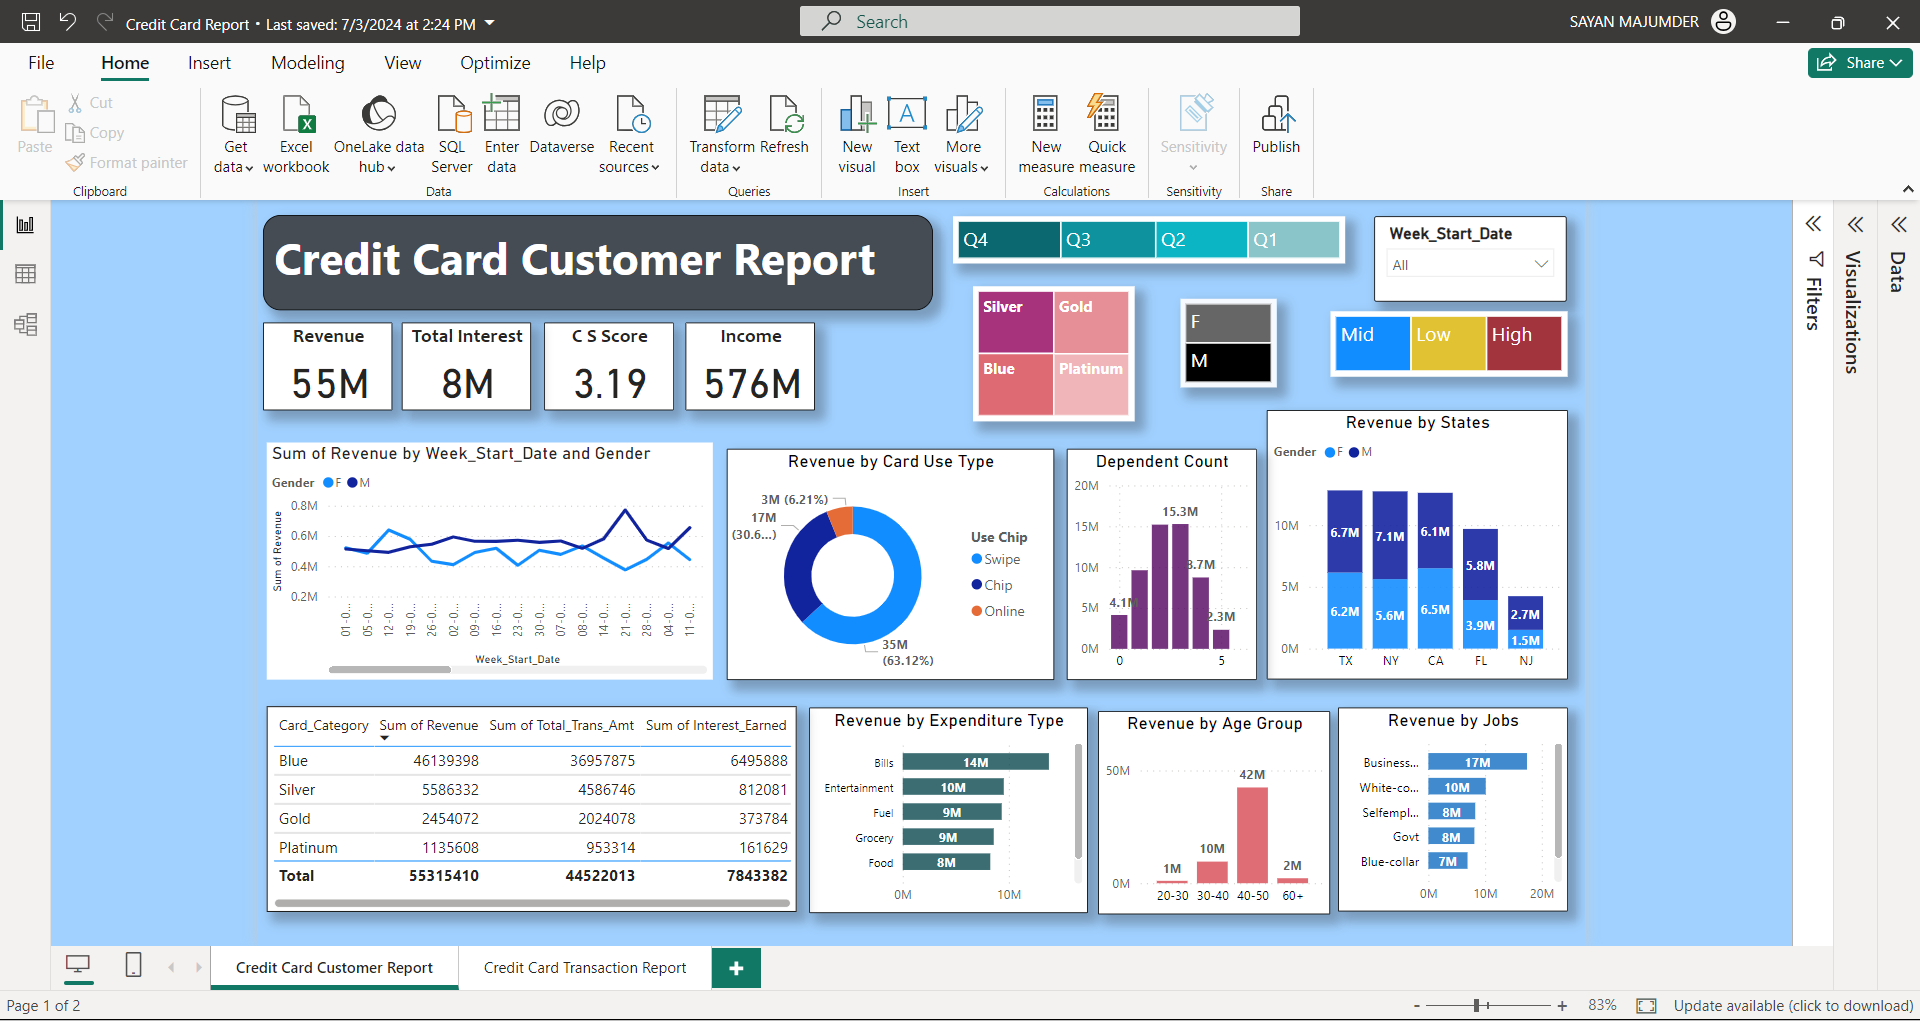 Credit Card Report • Last saved: 7/3/2024 at 2:24 PM
Search
SAYAN MAJUMDER
File Home Insert Modeling View Optimize Help
Share
Paste
Cut
Copy
Format painter
Clipboard
Get data
Excel workbook
OneLake data hub
SQL Server
Enter data
Dataverse
Recent sources
Data
Transform data
Refresh
Queries
New visual
Text box
More visuals
Insert
New measure
Quick measure
Calculations
Sensitivity
Sensitivity
Publish
Share
Credit Card Customer Report
Q4 Q3 Q2 Q1
Week_Start_Date
All
Silver Gold
Blue Platinum
F
M
Mid Low High
Filters
Visualizations
Data
Revenue
55M
Total Interest
8M
C S Score
3.19
Income
576M
Sum of Revenue by Week_Start_Date and Gender
Gender F M
Sum of Revenue
0.8M
0.6M
0.4M
0.2M
01-0... 05-0... 12-0... 19-0... 26-0... 02-0... 09-0... 16-0... 23-0... 30-0... 07-0... 08-0... 14-0... 21-0... 28-0... 04-0... 11-0...
Week_Start_Date
Revenue by Card Use Type
3M (6.21%)
17M
(30.6...)
35M
(63.12%)
Use Chip
Swipe
Chip
Online
Dependent Count
20M
15M
10M
5M
0M
4.1M
15.3M
8.7M
2.3M
0 5
Revenue by States
Gender F M
10M
5M
0M
6.7M 7.1M 6.1M 5.8M 2.7M
6.2M 5.6M 6.5M 3.9M 1.5M
TX NY CA FL NJ
Card_Category Sum of Revenue Sum of Total_Trans_Amt Sum of Interest_Earned
Blue 46139398 36957875 6495888
Silver 5586332 4586746 812081
Gold 2454072 2024078 373784
Platinum 1135608 953314 161629
Total 55315410 44522013 7843382
Revenue by Expenditure Type
Bills 14M
Entertainment 10M
Fuel 9M
Grocery 9M
Food 8M
0M 10M
Revenue by Age Group
50M
0M
1M 10M 42M 2M
20-30 30-40 40-50 60+
Revenue by Jobs
Business... 17M
White-co... 10M
Selfempl... 8M
Govt 8M
Blue-collar 7M
0M 10M 20M
Credit Card Customer Report
Credit Card Transaction Report
+
Page 1 of 2
- + 83%
Update available (click to download)